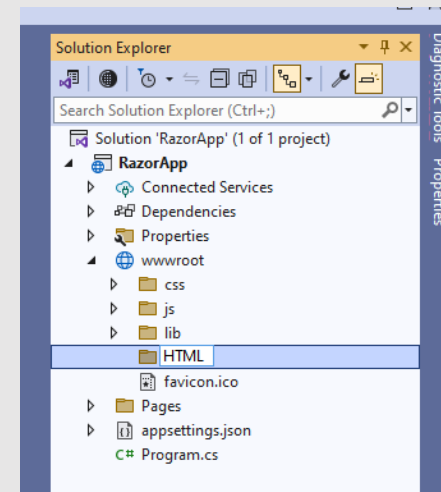 Solution Explorer
Search Solution Explorer (Ctrl+;)
Solution 'RazorApp' (1 of 1 project)
RazorApp
Connected Services
Dependencies
Properties
wwwroot
css
js
lib
HTML
favicon.ico
Pages
appsettings.json
C# Program.cs
Diagnostic Tools
Properties